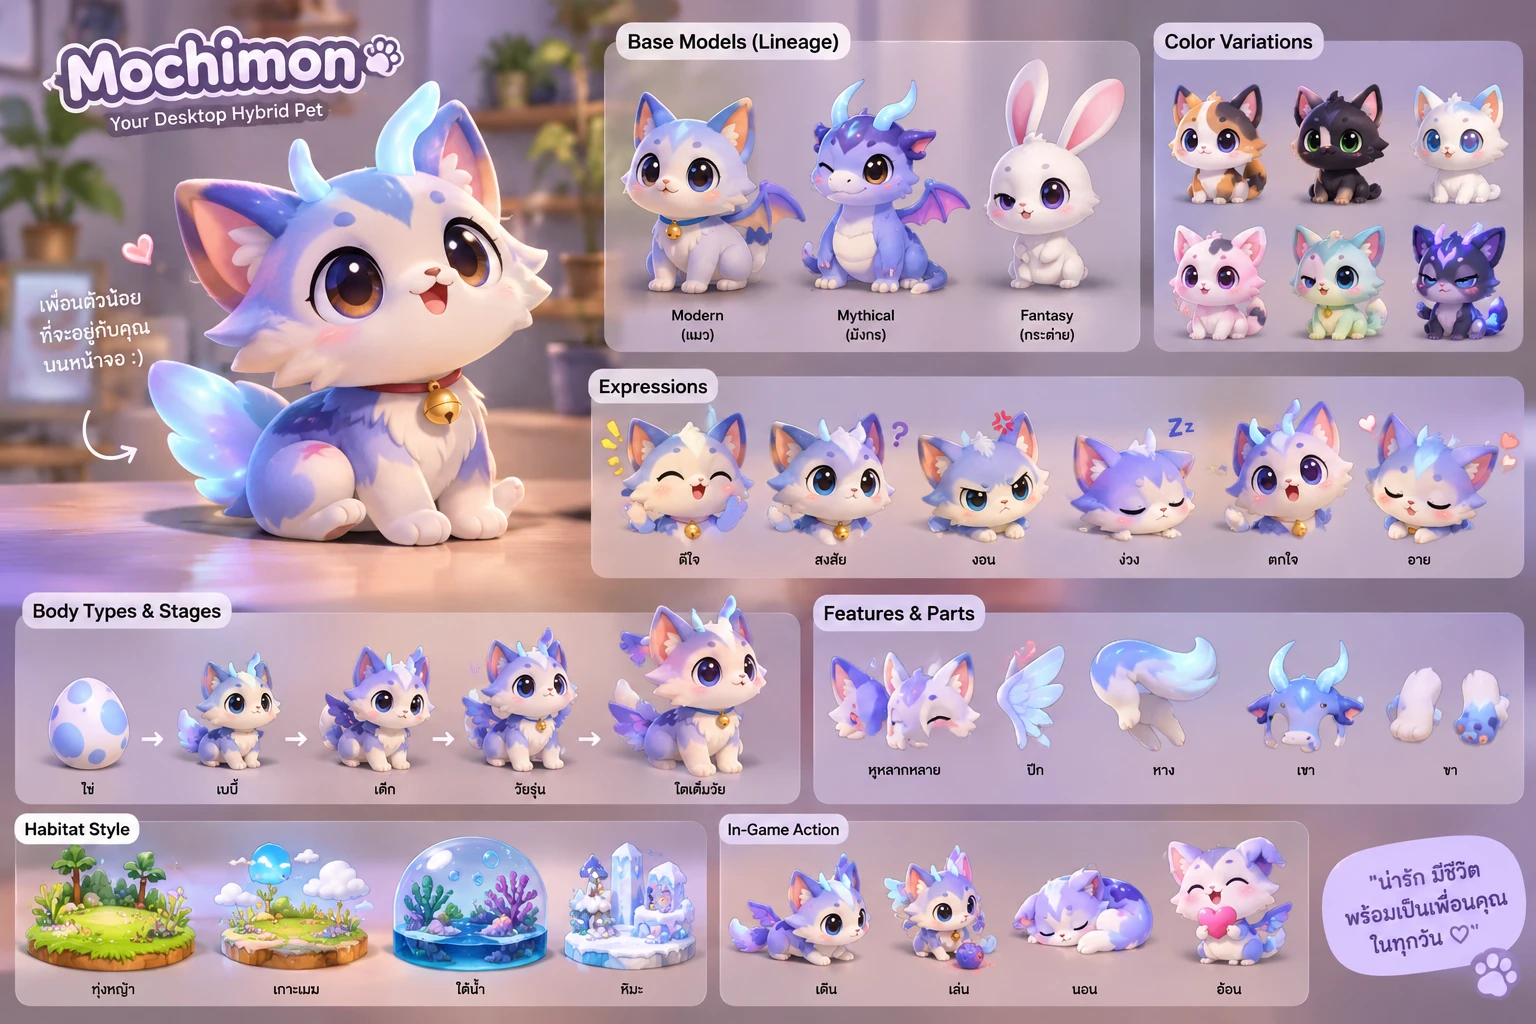 Mochimon
Your Desktop Hybrid Pet
เพื่อนตัวน้อย
ที่จะอยู่กับคุณ
บนหน้าจอ :)
Base Models (Lineage)
Modern
(แมว)
Mythical
(มังกร)
Fantasy
(กระต่าย)
Color Variations
Expressions
?
Zz
ดีใจ
สงสัย
งอน
ง่วง
ตกใจ
อาย
Body Types & Stages
ไข่
เบบี้
เด็ก
วัยรุ่น
โตเต็มวัย
Features & Parts
หูหลากหลาย
ปีก
หาง
เขา
ขา
Habitat Style
ทุ่งหญ้า
เกาะเมฆ
ใต้น้ำ
หิมะ
In-Game Action
เดิน
เล่น
นอน
อ้อน
"น่ารัก มีชีวิต
พร้อมเป็นเพื่อนคุณ
ในทุกวัน ♡"